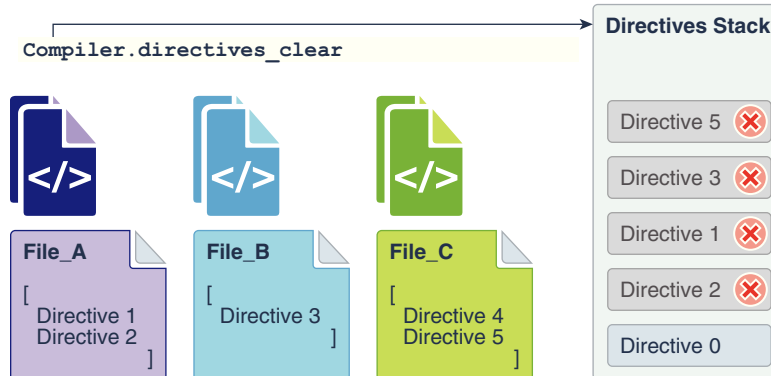 Compiler.directives_clear
</>
</>
</>
File_A
[
Directive 1
Directive 2
]
File_B
[
Directive 3
]
File_C
[
Directive 4
Directive 5
]
Directives Stack
Directive 5
Directive 3
Directive 1
Directive 2
Directive 0